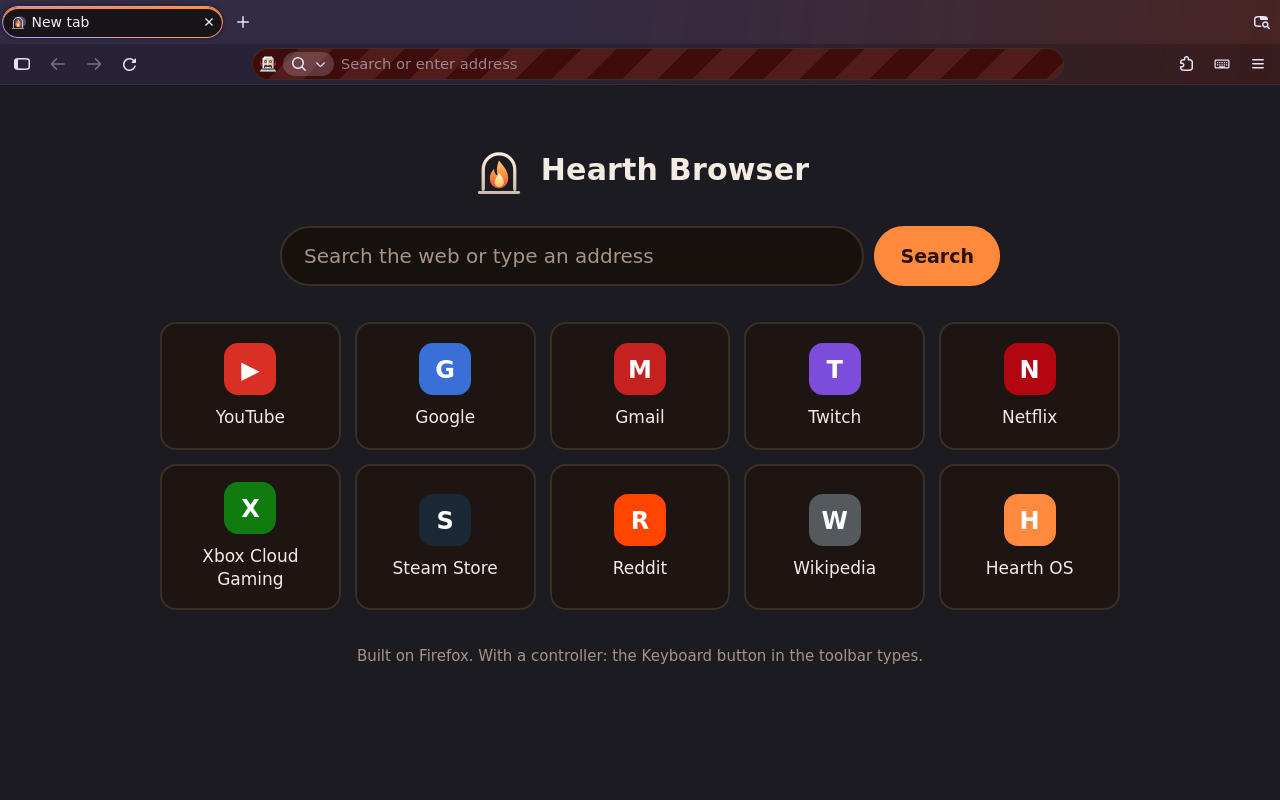 New tab
Search or enter address
Hearth Browser
Search the web or type an address
Search
▶
G
M
T
N
YouTube
Google
Gmail
Twitch
Netflix
X
S
R
W
H
Xbox Cloud
Gaming
Steam Store
Reddit
Wikipedia
Hearth OS
Built on Firefox. With a controller: the Keyboard button in the toolbar types.